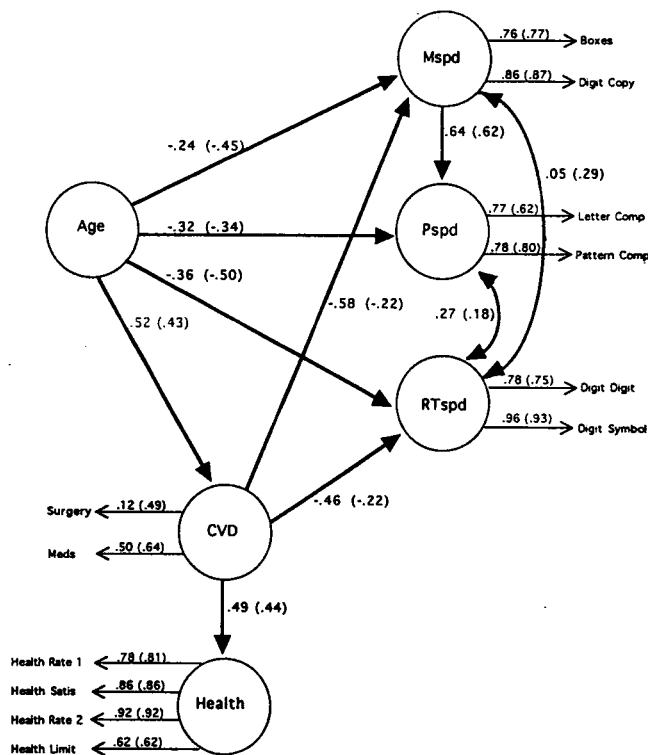 .76 (.77)
Boxes
Mspd
.86 (.87)
Digit Copy
-.24 (-.45)
.64 (.62)
.05 (.29)
Age
-.32 (-.34)
Pspd
.77 (.62)
Letter Comp
.78 (.80)
Pattern Comp
-.36 (-.50)
-.58 (-.22)
.27 (.18)
.52 (.43)
RTspd
.78 (.75)
Digit Digit
.96 (.93)
Digit Symbol
-.46 (-.22)
Surgery
.12 (.49)
CVD
Meds
.50 (.64)
.49 (.44)
Health Rate 1
.78 (.81)
Health Satis
.86 (.86)
Health
Health Rate 2
.92 (.92)
Health Limit
.62 (.62)